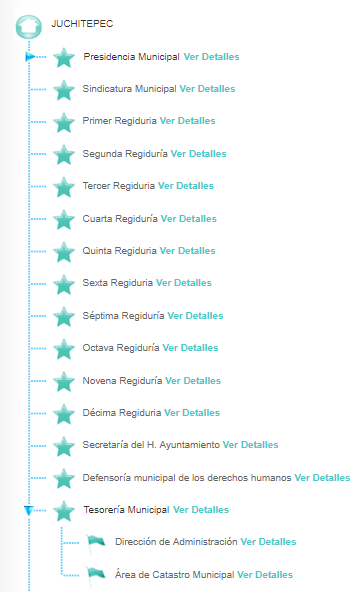 JUCHITEPEC
Presidencia Municipal Ver Detalles
Sindicatura Municipal Ver Detalles
Primer Regiduria Ver Detalles
Segunda Regiduría Ver Detalles
Tercer Regiduria Ver Detalles
Cuarta Regiduría Ver Detalles
Quinta Regiduria Ver Detalles
Sexta Regiduria Ver Detalles
Séptima Regiduría Ver Detalles
Octava Regiduría Ver Detalles
Novena Regiduría Ver Detalles
Décima Regiduria Ver Detalles
Secretaría del H. Ayuntamiento Ver Detalles
Defensoría municipal de los derechos humanos Ver Detalles
Tesorería Municipal Ver Detalles
Dirección de Administración Ver Detalles
Área de Catastro Municipal Ver Detalles